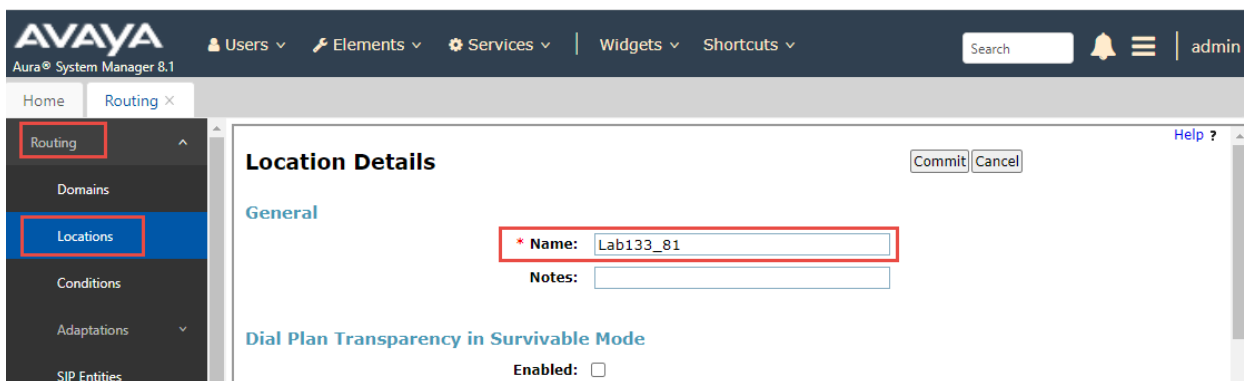 AVAYA
Aura® System Manager 8.1
Users Elements Services Widgets Shortcuts Search admin
Home Routing ×
Routing
Domains
Locations
Conditions
Adaptations
SIP Entities
Help ?
Location Details Commit Cancel
General
* Name: Lab133_81
Notes:
Dial Plan Transparency in Survivable Mode
Enabled: